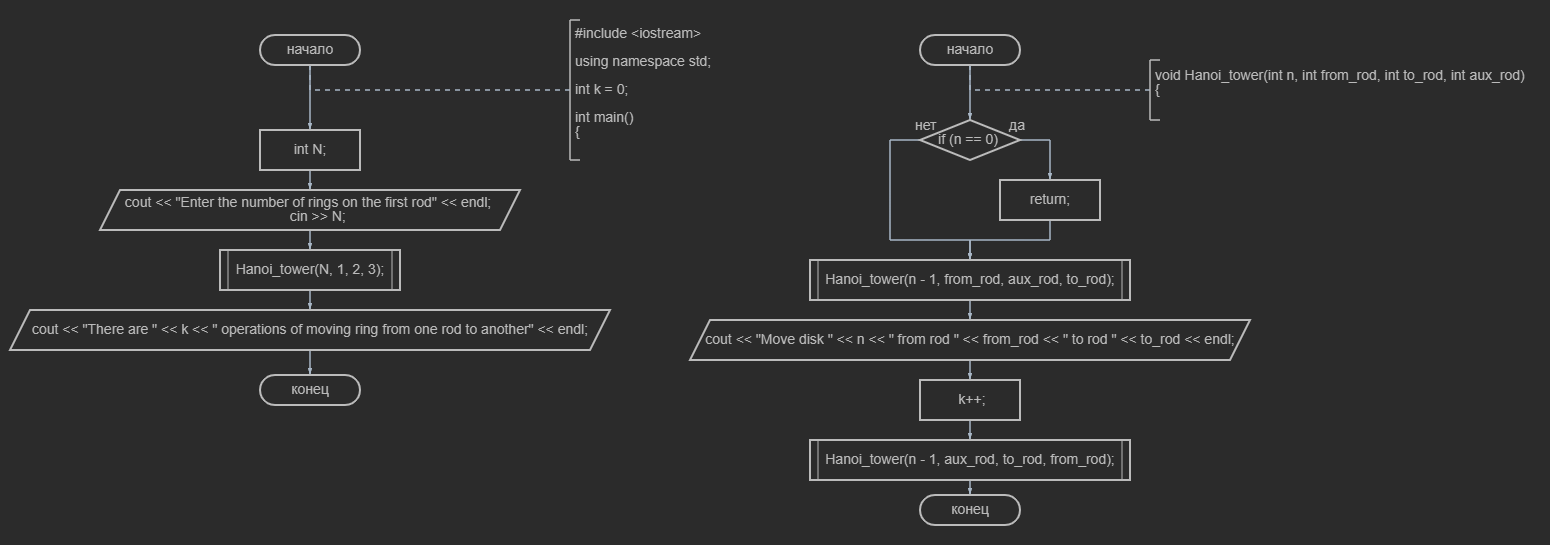 начало
#include <iostream>
using namespace std;
int k = 0;
int main()
{
int N;
cout << "Enter the number of rings on the first rod" << endl;
cin >> N;
Hanoi_tower(N, 1, 2, 3);
cout << "There are " << k << " operations of moving ring from one rod to another" << endl;
конец
начало
void Hanoi_tower(int n, int from_rod, int to_rod, int aux_rod)
{
нет
да
if (n == 0)
return;
Hanoi_tower(n - 1, from_rod, aux_rod, to_rod);
cout << "Move disk " << n << " from rod " << from_rod << " to rod " << to_rod << endl;
k++;
Hanoi_tower(n - 1, aux_rod, to_rod, from_rod);
конец